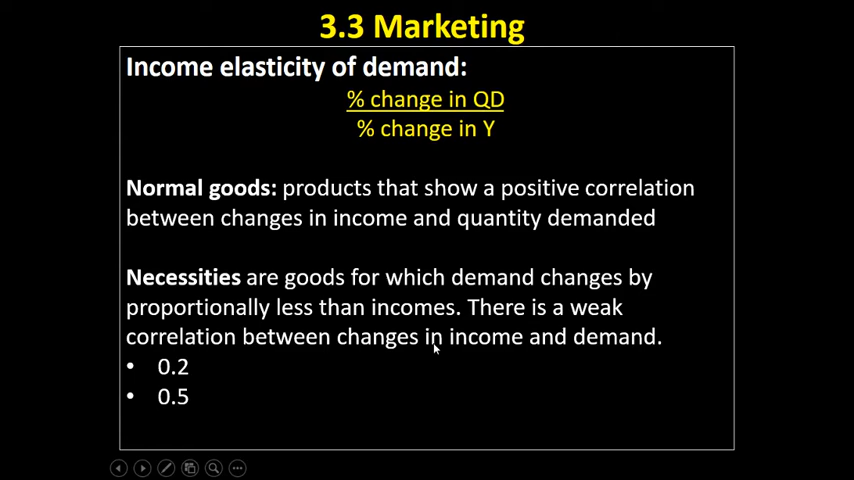 3.3 Marketing
Income elasticity of demand:
% change in QD
% change in Y
Normal goods: products that show a positive correlation
between changes in income and quantity demanded
Necessities are goods for which demand changes by
proportionally less than incomes. There is a weak
correlation between changes in income and demand.
• 0.2
• 0.5